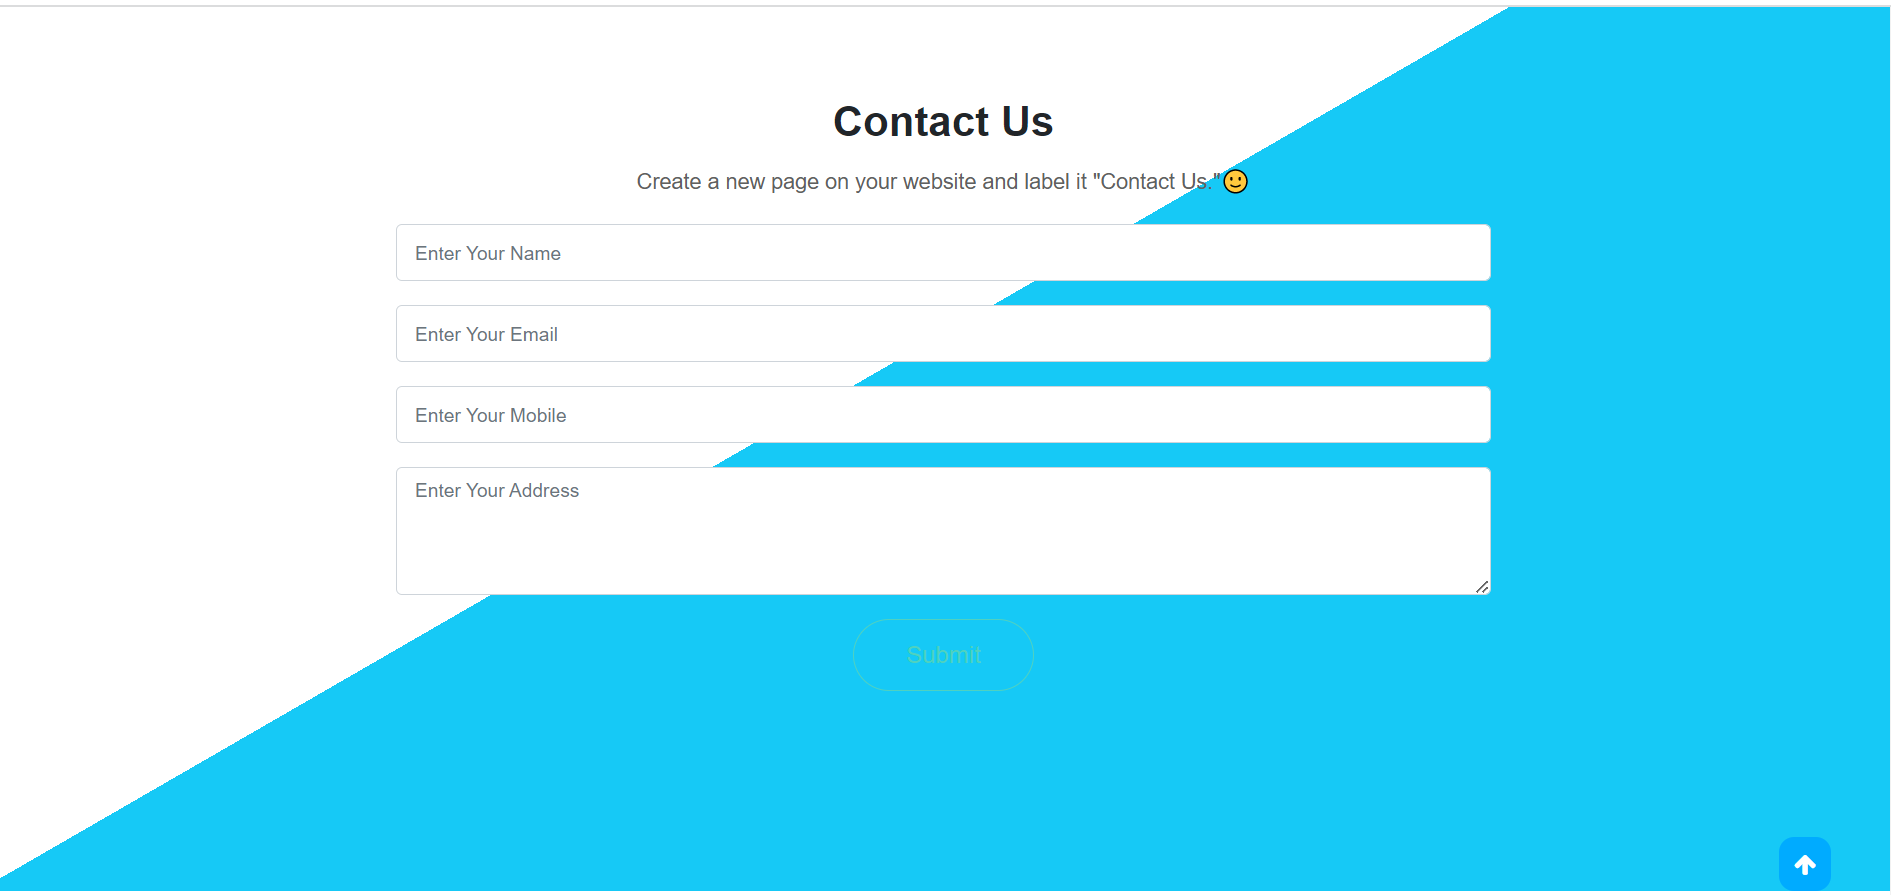 Contact Us
Create a new page on your website and label it "Contact Us."🙂
Enter Your Name
Enter Your Email
Enter Your Mobile
Enter Your Address
Submit